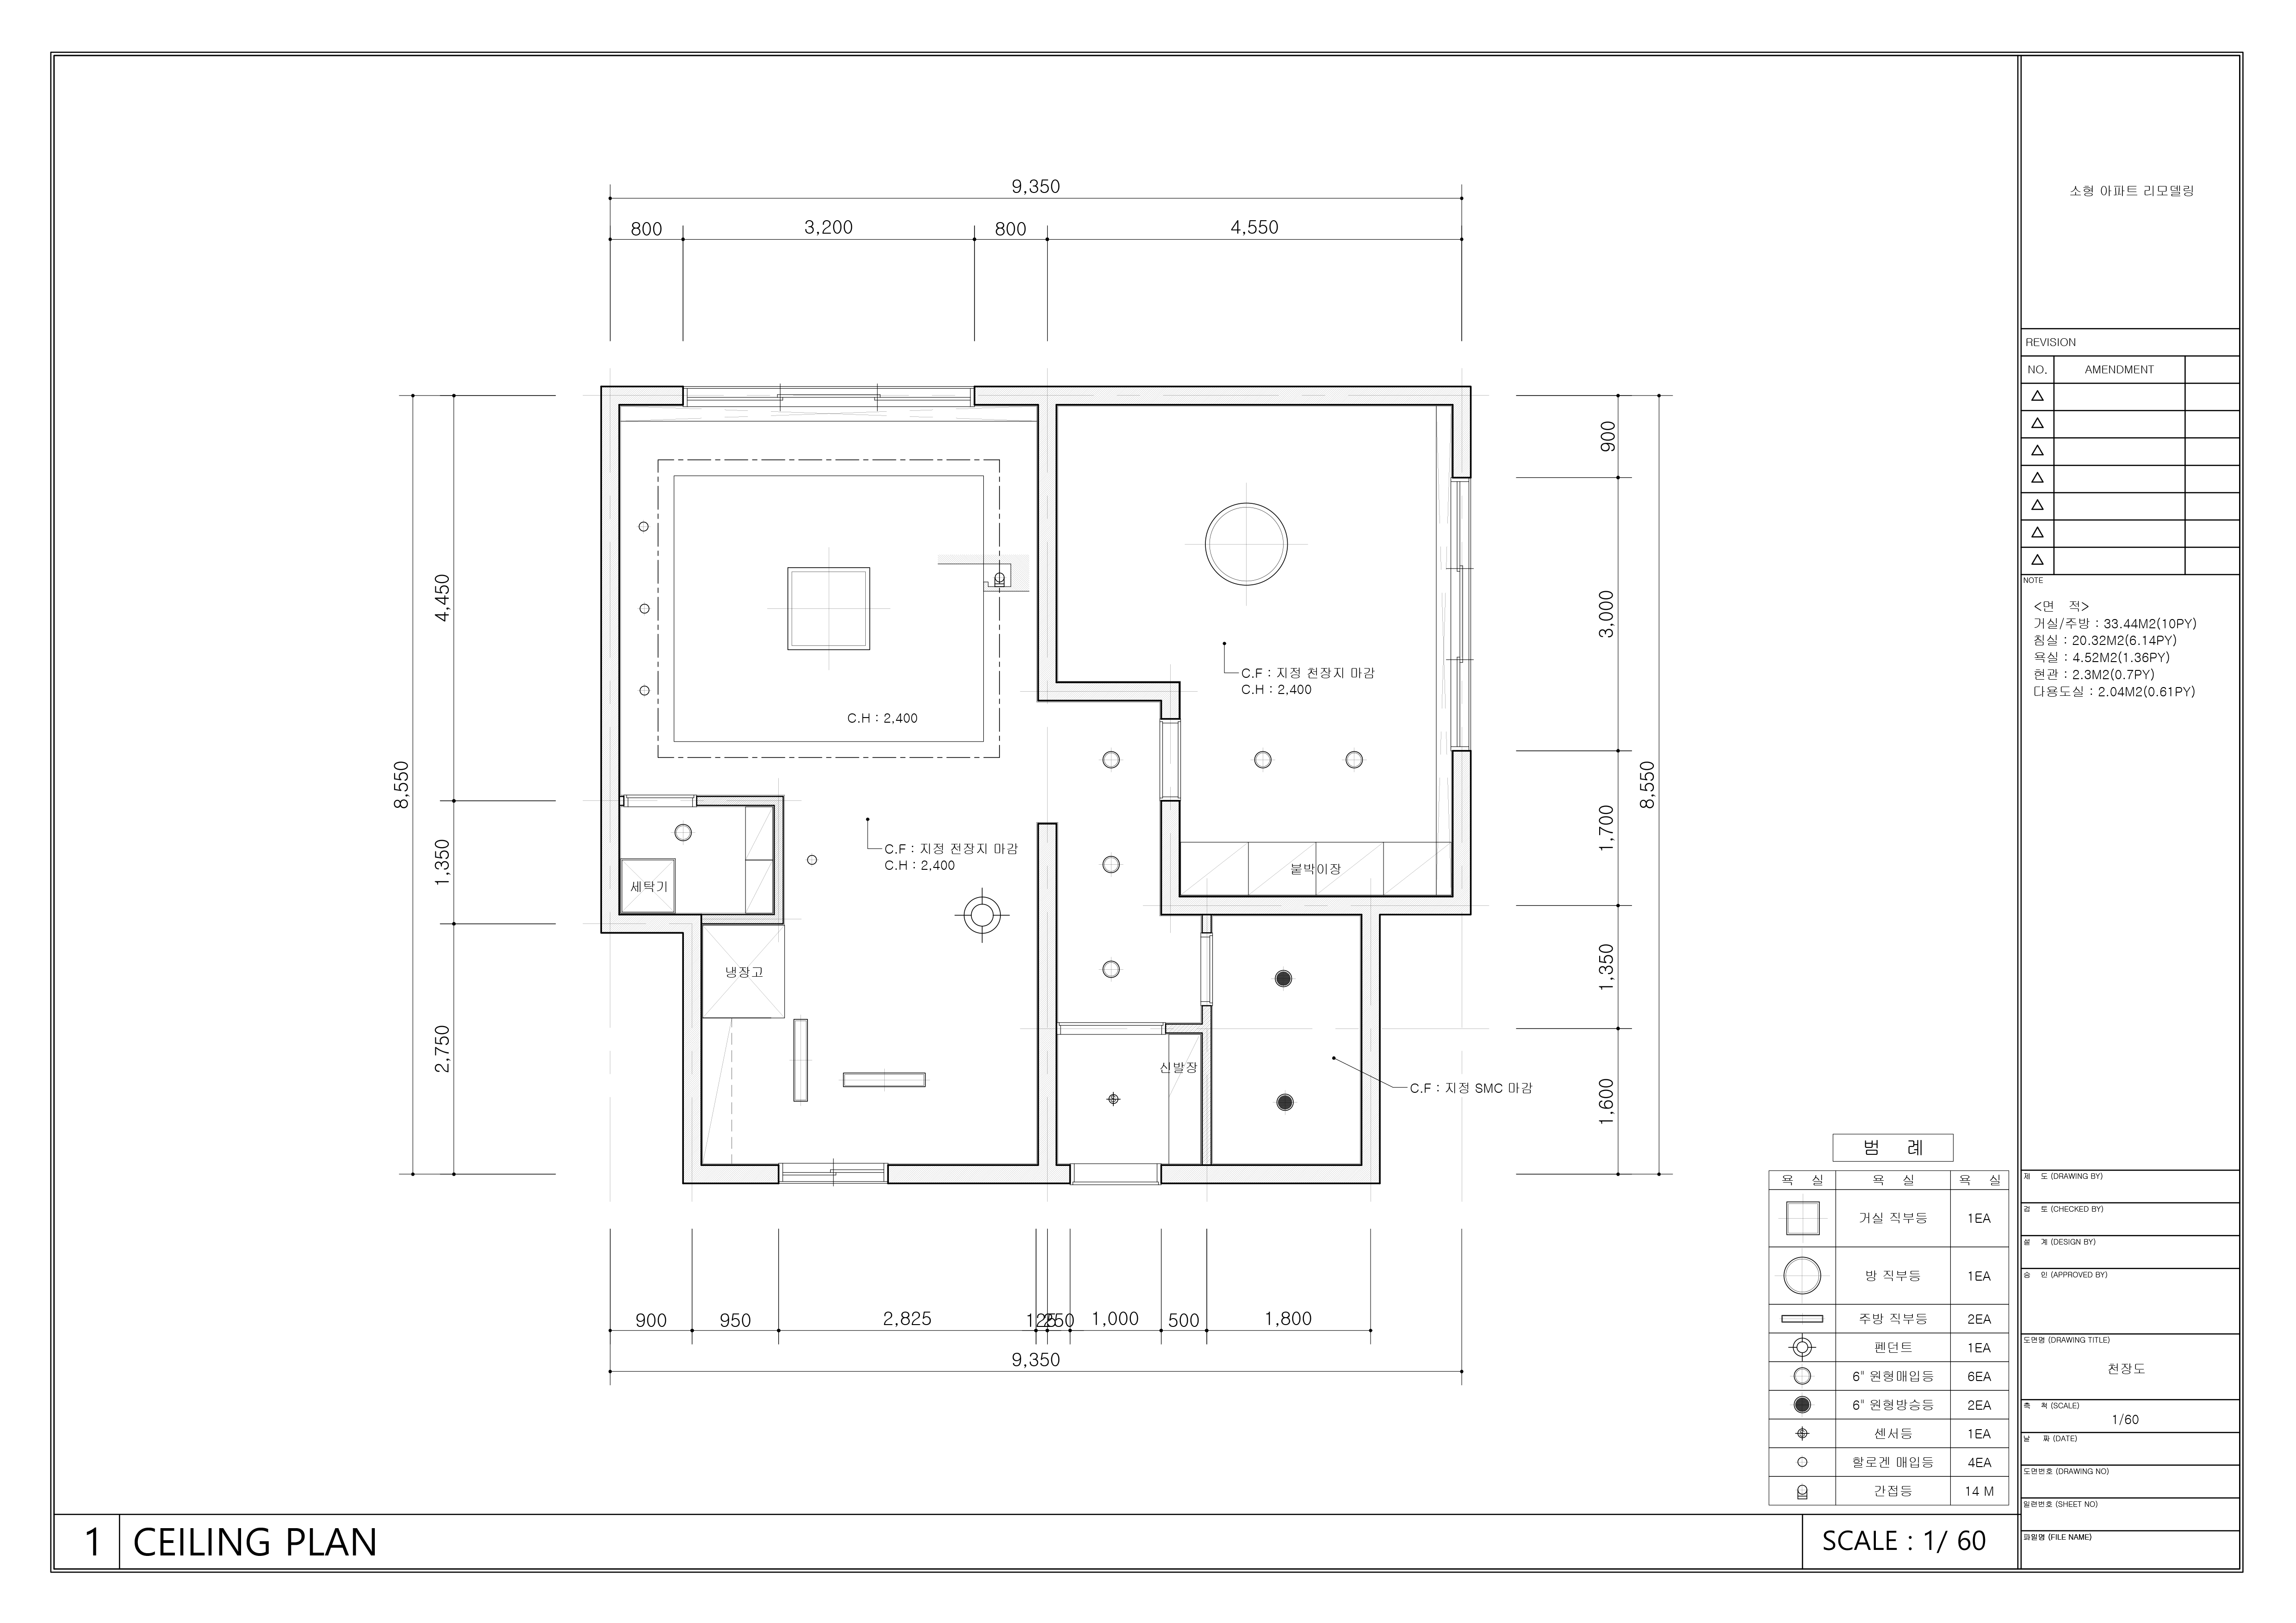 소형 아파트 리모델링
REVISION
NO. AMENDMENT
NOTE
<면 적>
거실/주방 : 33.44M2(10PY)
침실 : 20.32M2(6.14PY)
욕실 : 4.52M2(1.36PY)
현관 : 2.3M2(0.7PY)
다용도실 : 2.04M2(0.61PY)
9,350
800 3,200 800 4,550
8,550
4,450
1,350
2,750
900
3,000
1,700
1,350
1,600
8,550
C.F : 지정 천장지 마감
C.H : 2,400
C.H : 2,400
C.F : 지정 전장지 마감
C.H : 2,400
세탁기
붙박이장
냉장고
신발장
C.F : 지정 SMC 마감
900 950 2,825 125 250 1,000 500 1,800
9,350
범 례
욕 실 욕 실 욕 실
거실 직부등 1EA
방 직부등 1EA
주방 직부등 2EA
펜던트 1EA
6" 원형매입등 6EA
6" 원형방승등 2EA
센서등 1EA
할로겐 매입등 4EA
간접등 14 M
제 도 (DRAWING BY)
검 토 (CHECKED BY)
설 계 (DESIGN BY)
승 인 (APPROVED BY)
도면명 (DRAWING TITLE)
천장도
축 척 (SCALE)
1/60
날 짜 (DATE)
도면번호 (DRAWING NO)
일련번호 (SHEET NO)
파일명 (FILE NAME)
1 CEILING PLAN
SCALE : 1/ 60